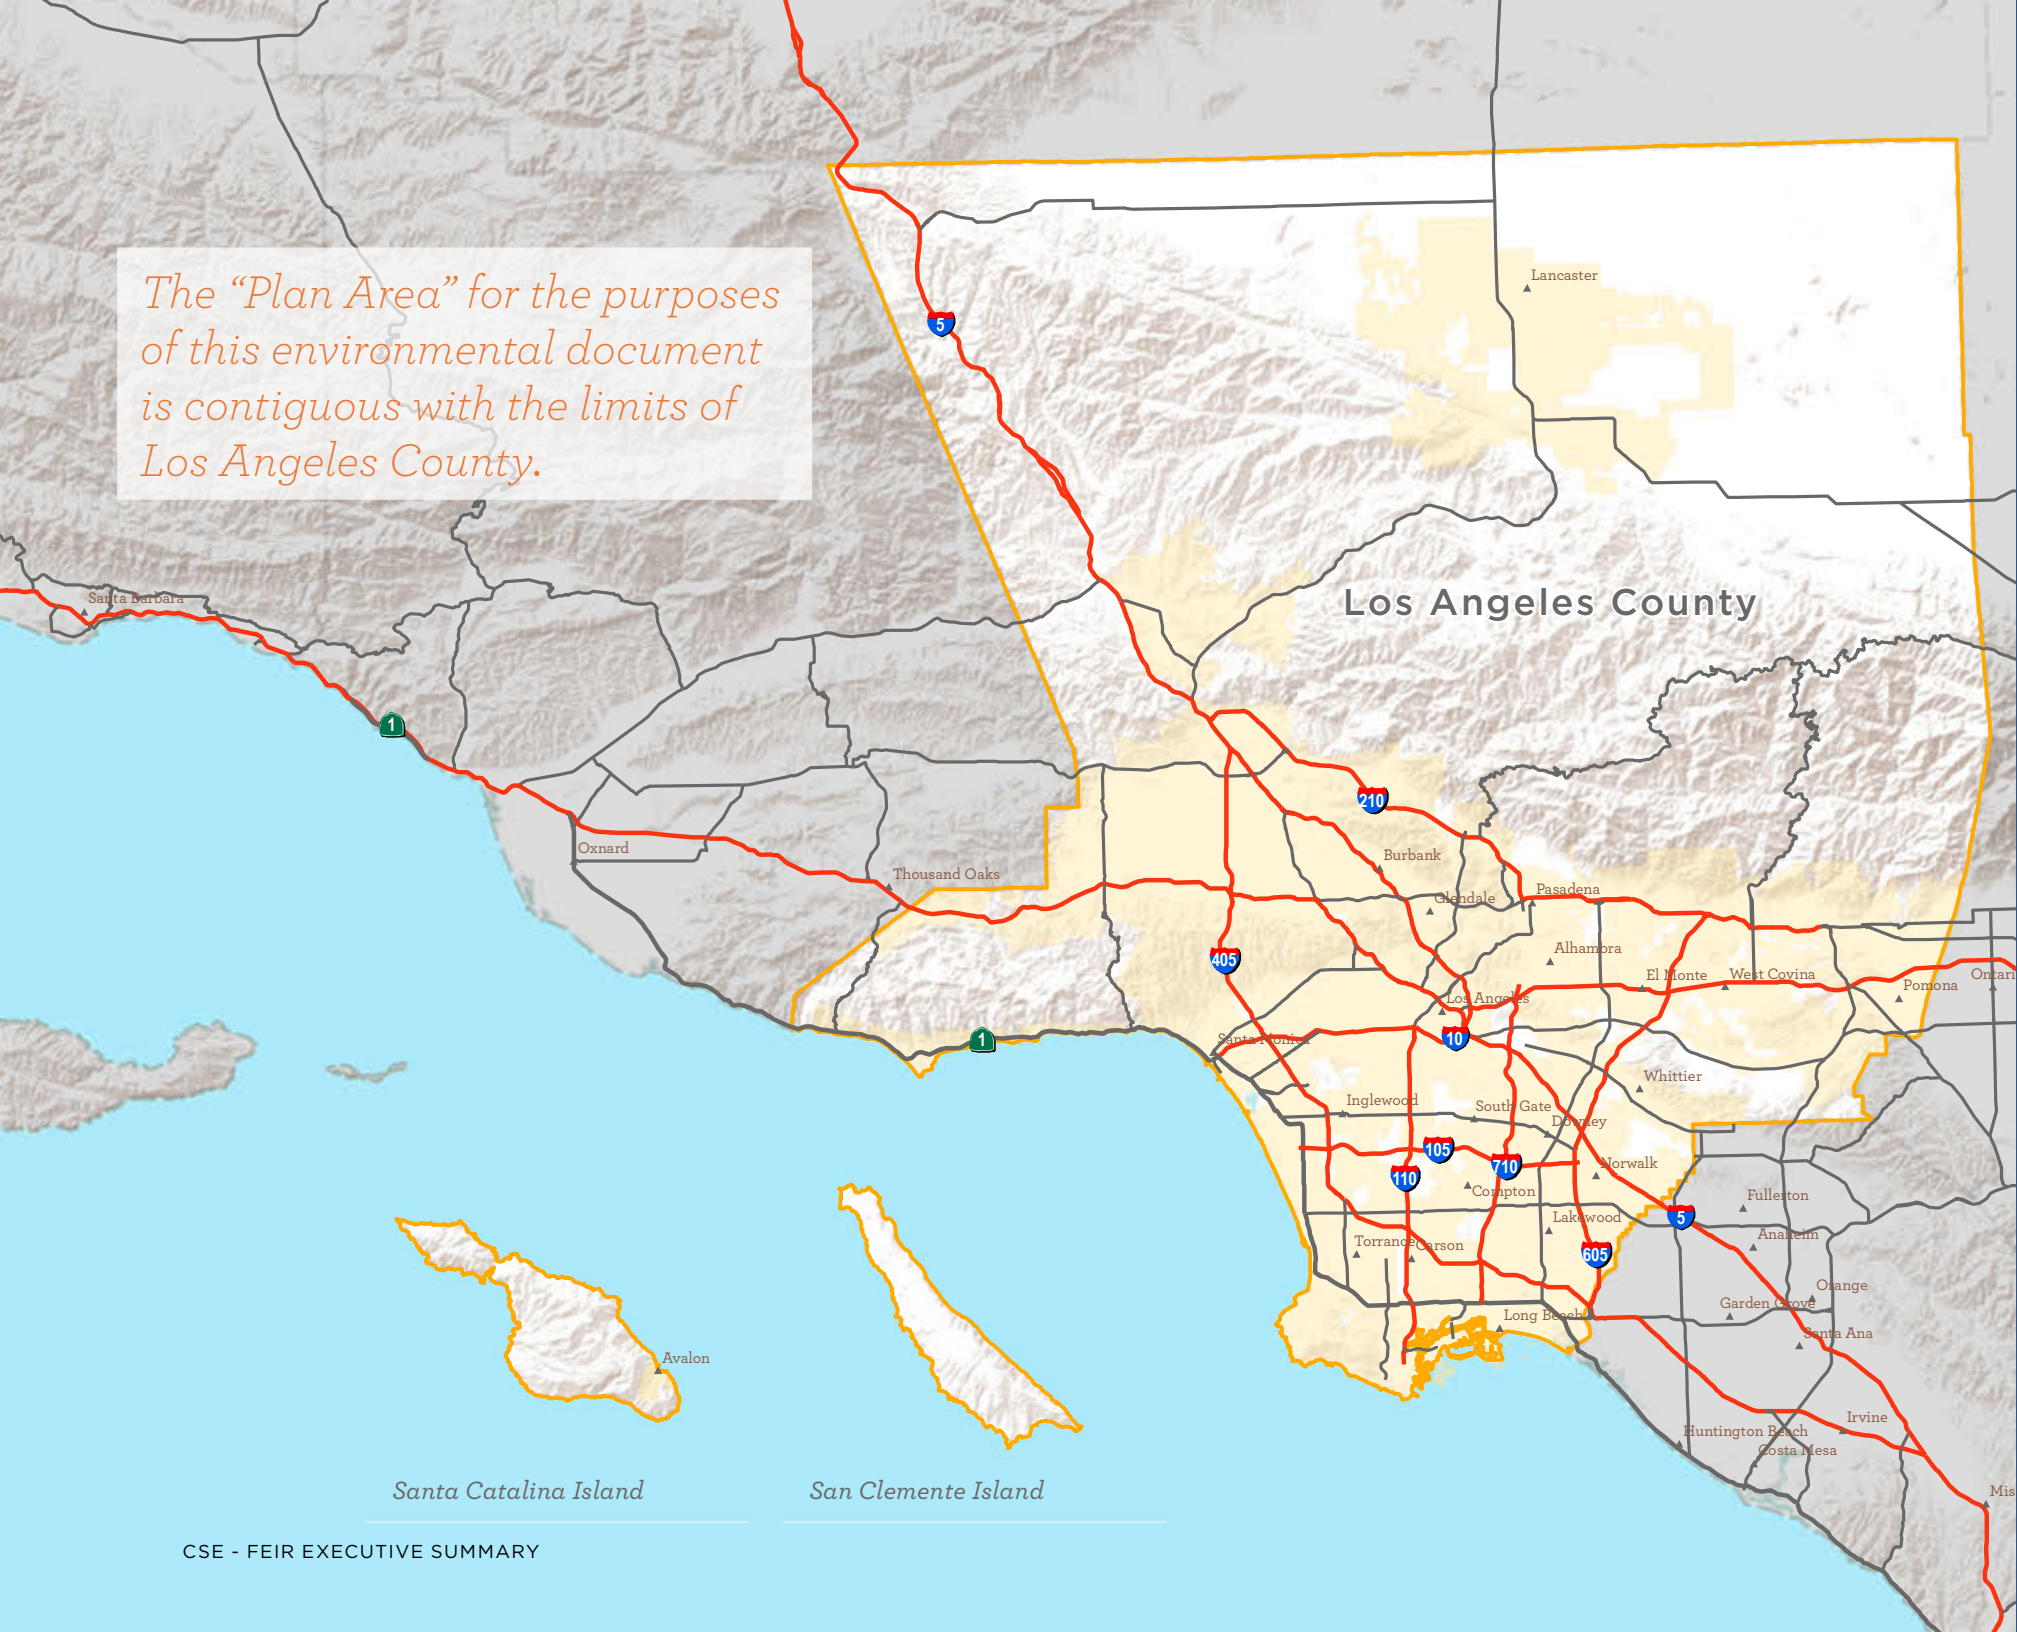 The “Plan Area” for the purposes
of this environmental document
is contiguous with the limits of
Los Angeles County.
Lancaster
5
Los Angeles County
Santa Barbara
1
210
Oxnard
Thousand Oaks
Burbank
Glendale
Pasadena
405
Alhambra
El Monte
West Covina
Ontari
Pomona
Los Angeles
1
Santa Monica
10
Whittier
Inglewood
South Gate
Downey
105
710
110
Norwalk
Compton
Fullerton
5
Lakewood
Anaheim
Torrance
Carson
605
Orange
Garden Grove
Long Beach
Santa Ana
Avalon
Irvine
Huntington Beach
Costa Mesa
Mis
Santa Catalina Island
San Clemente Island
CSE - FEIR EXECUTIVE SUMMARY